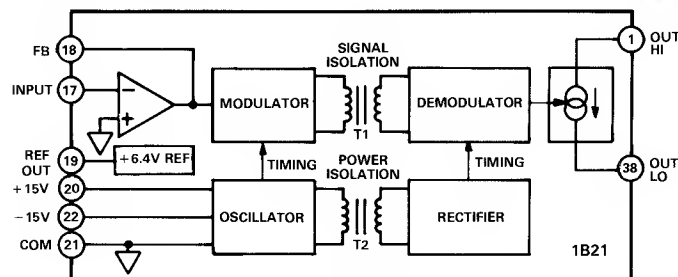 FB 18
INPUT 17
REF OUT 19
+15V 20
−15V 22
COM 21
− 
+
+6.4V REF
MODULATOR
SIGNAL ISOLATION
T1
DEMODULATOR
TIMING
POWER ISOLATION
TIMING
OSCILLATOR
T2
RECTIFIER
1 OUT HI
38 OUT LO
1B21